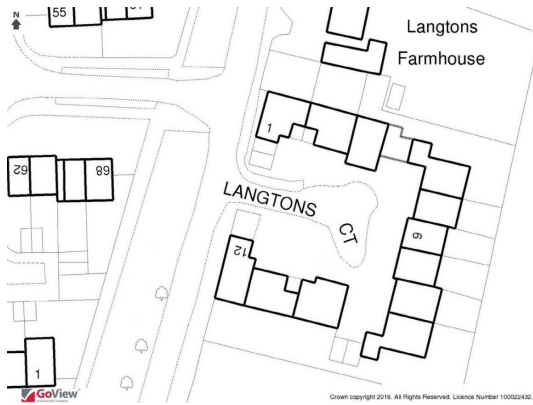 55
N
Langtons
Farmhouse
1
62
68
LANGTONS
CT
9
12
1
GoView
Crown copyright 2016. All Rights Reserved. Licence Number 100022432.